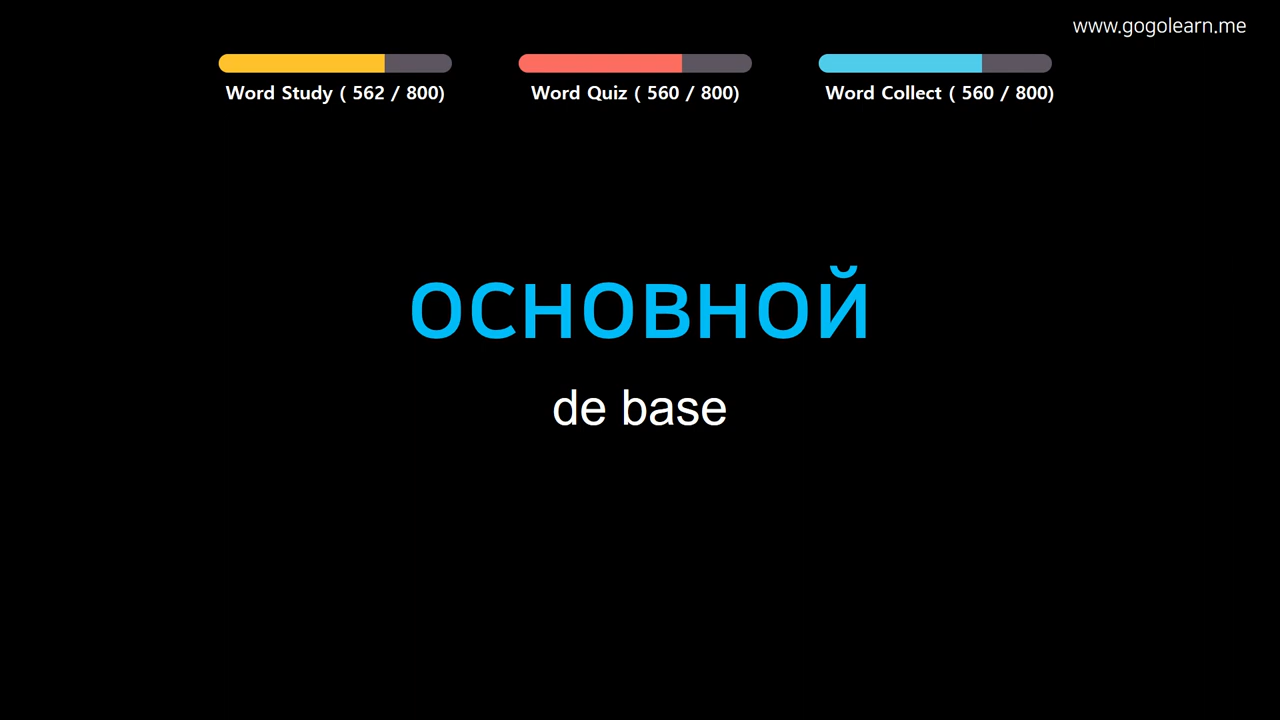 www.gogolearn.me
Word Study ( 562 / 800)
Word Quiz ( 560 / 800)
Word Collect ( 560 / 800)
основной
de base